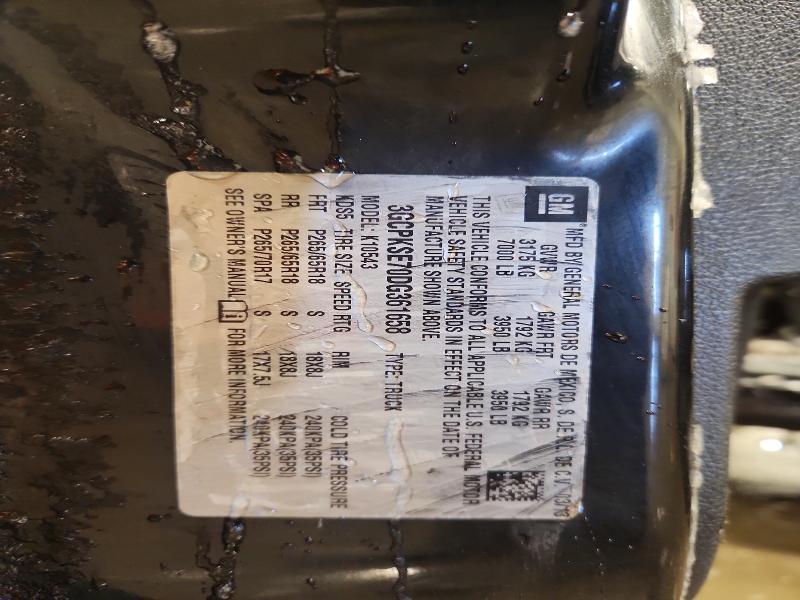 GM
MFD BY GENERAL MOTORS DE MEXICO, S. DE R.L. DE C.V.
GVWR GAWR FRT GAWR RR
3175 KG 1792 KG 1792 KG
7000 LB 3950 LB 3950 LB
THIS VEHICLE CONFORMS TO ALL APPLICABLE U.S. FEDERAL MOTOR
VEHICLE SAFETY STANDARDS IN EFFECT ON THE DATE OF
MANUFACTURE SHOWN ABOVE.
3GCPKSE70DG361658 TYPE: TRUCK
MODEL: K10543
TIRE SIZE SPEED RTG RIM COLD TIRE PRESSURE
FRT P265/65R18 S 18X8J 240KPA(35PSI)
RR P265/65R18 S 18X8J 240KPA(35PSI)
SPA P265/70R17 S 17X7.5J 240KPA(35PSI)
SEE OWNER'S MANUAL FOR MORE INFORMATION.